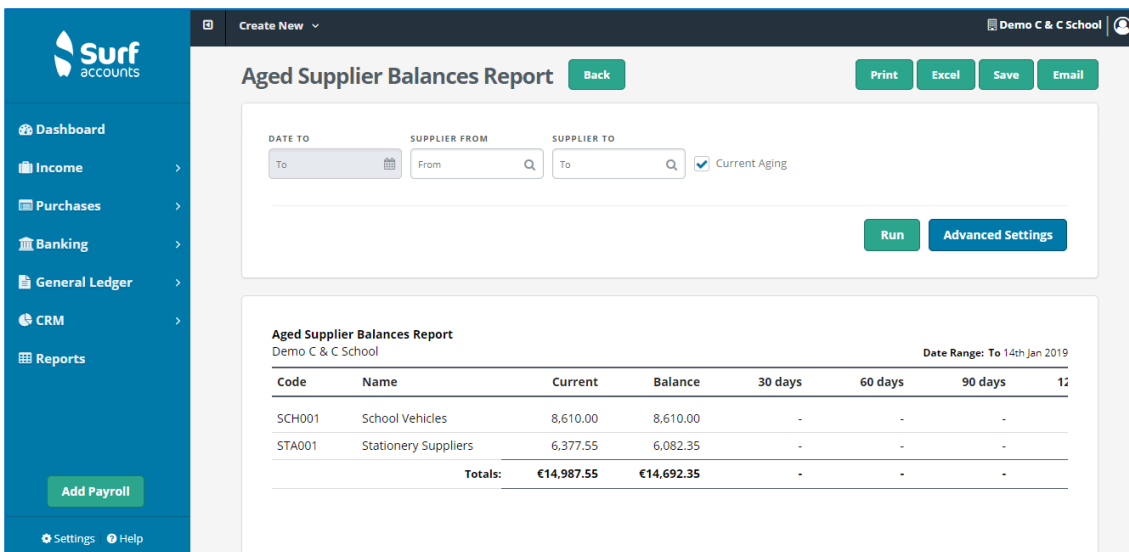 Surf
accounts
Create New
Demo C & C School
Aged Supplier Balances Report Back Print Excel Save Email
Dashboard
Income
Purchases
Banking
General Ledger
CRM
Reports
Add Payroll
Settings Help
DATE TO SUPPLIER FROM SUPPLIER TO
To From To Current Aging
Run Advanced Settings
Aged Supplier Balances Report
Demo C & C School Date Range: To 14th Jan 2019
Code Name Current Balance 30 days 60 days 90 days 12
SCH001 School Vehicles 8,610.00 8,610.00 - - -
STA001 Stationery Suppliers 6,377.55 6,082.35 - - -
Totals: €14,987.55 €14,692.35 - - -